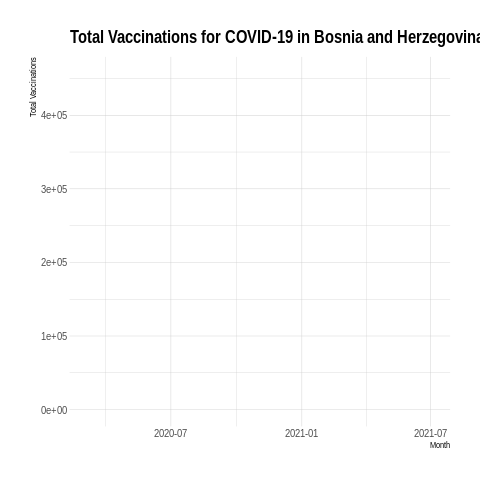 Total Vaccinations for COVID-19 in Bosnia and Herzegovina
Total Vaccinations
4e+05
3e+05
2e+05
1e+05
0e+00
2020-07
2021-01
2021-07
Month